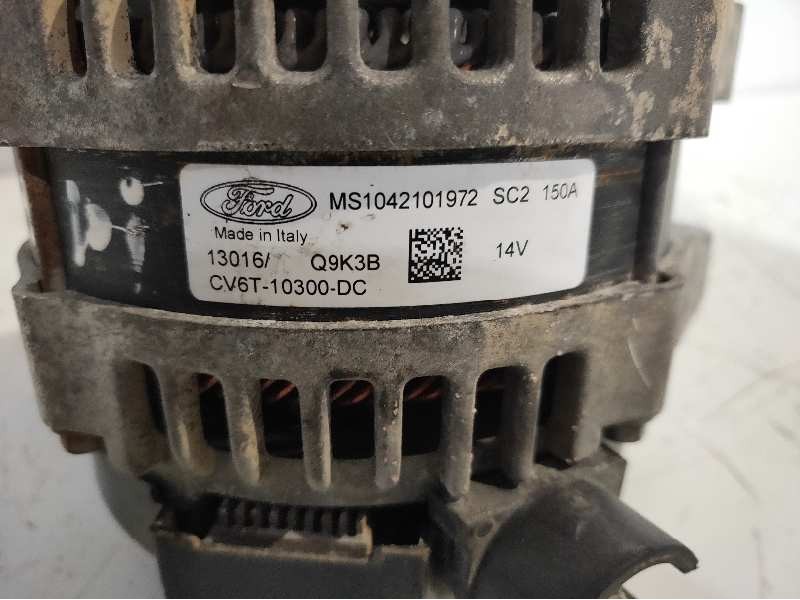 Ford MS1042101972 SC2 150A
Made in Italy
13016/ Q9K3B 14V
CV6T-10300-DC